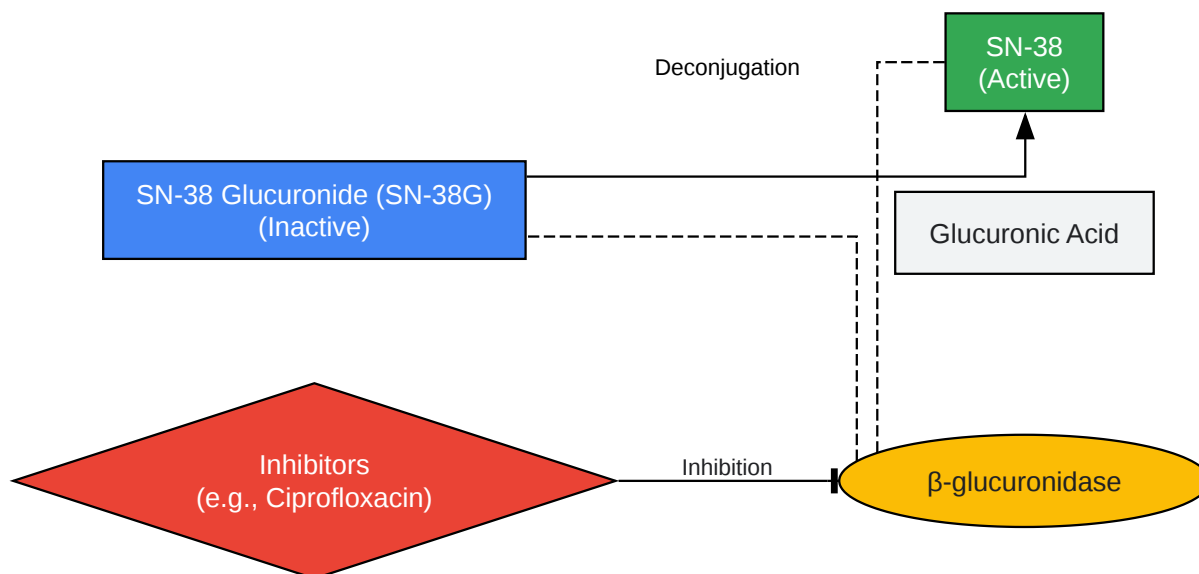 SN-38
(Active)
Deconjugation
SN-38 Glucuronide (SN-38G)
(Inactive)
Glucuronic Acid
Inhibitors
(e.g., Ciprofloxacin)
Inhibition
β-glucuronidase